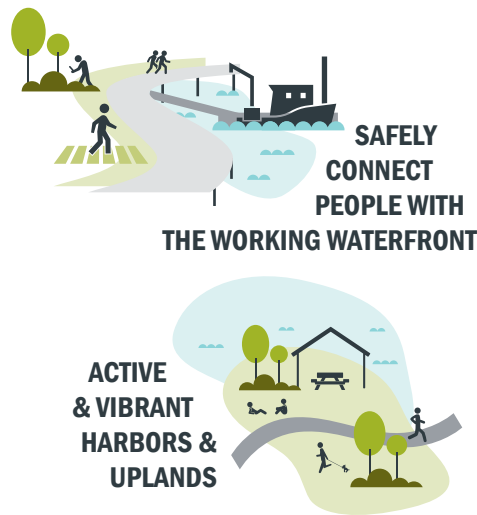 SAFELY
CONNECT
PEOPLE WITH
THE WORKING WATERFRONT
ACTIVE
& VIBRANT
HARBORS &
UPLANDS